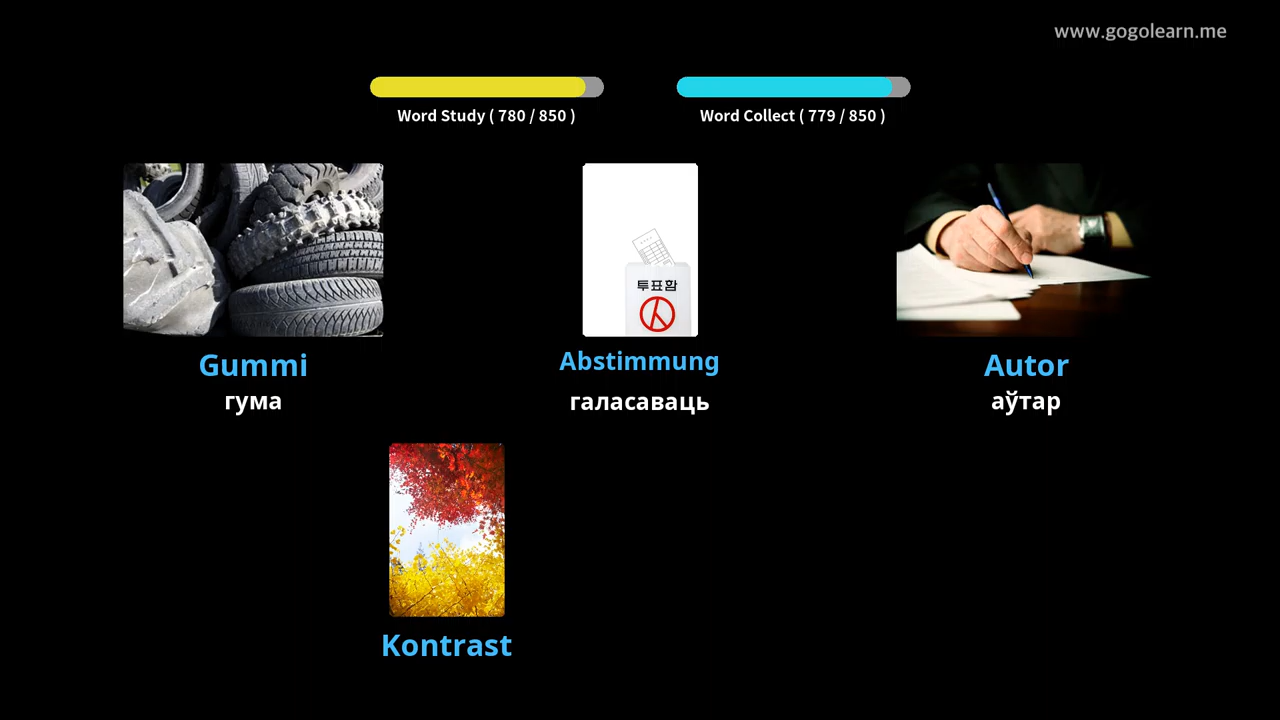 www.gogolearn.me
Word Study ( 780 / 850 )
Word Collect ( 779 / 850 )
투표함
Gummi
гума
Abstimmung
галасаваць
Autor
аўтар
Kontrast